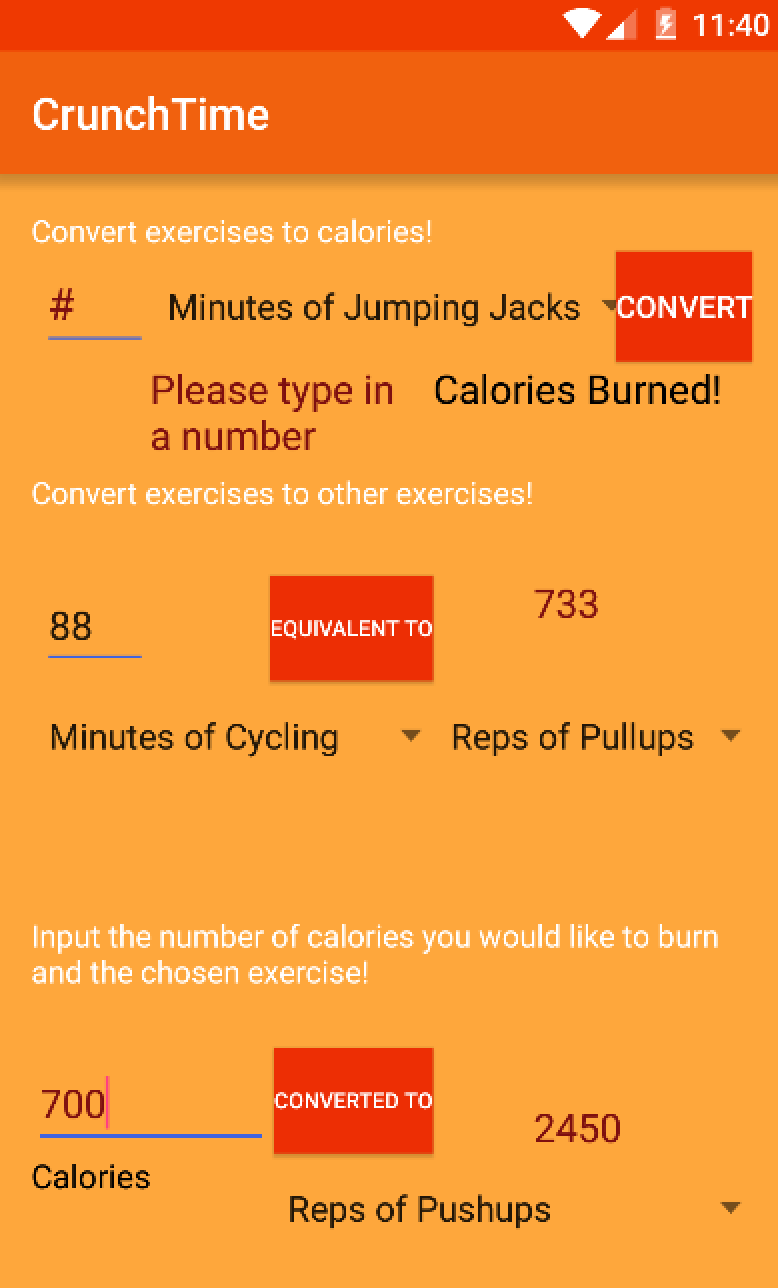 11:40
CrunchTime
Convert exercises to calories!
# Minutes of Jumping Jacks CONVERT
Please type in Calories Burned!
a number
Convert exercises to other exercises!
88 EQUIVALENT TO 733
Minutes of Cycling Reps of Pullups
Input the number of calories you would like to burn
and the chosen exercise!
700 CONVERTED TO 2450
Calories
Reps of Pushups